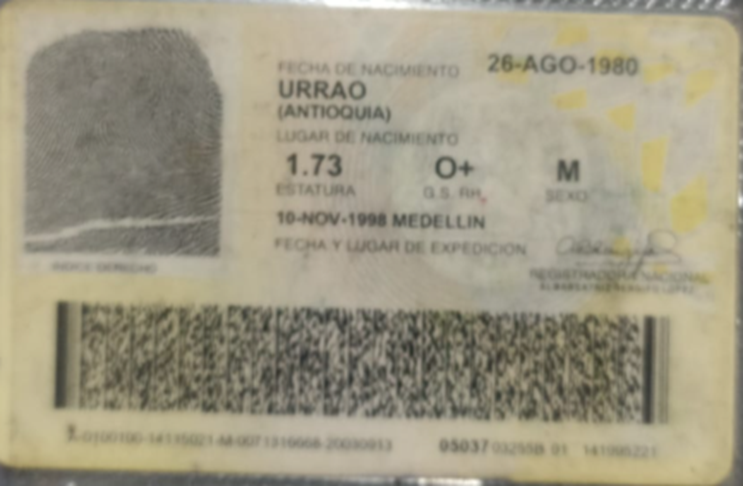 FECHA DE NACIMIENTO 26-AGO-1980
URRAO
(ANTIOQUIA)
LUGAR DE NACIMIENTO
1.73 O+ M
ESTATURA G.S. RH SEXO
10-NOV-1998 MEDELLIN
FECHA Y LUGAR DE EXPEDICION
INDICE DERECHO
REGISTRADORA NACIONAL
05037